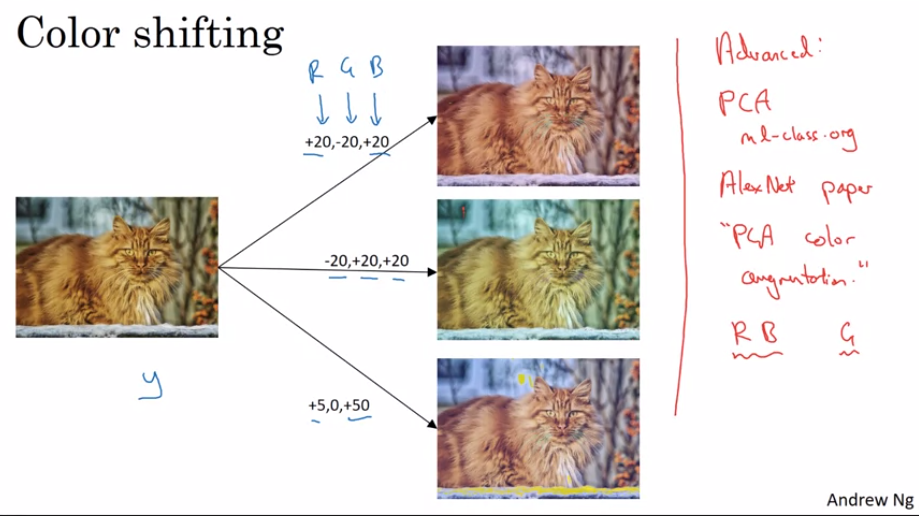 Color shifting
R G B
+20,-20,+20
-20,+20,+20
+5,0,+50
y
Advanced:
PCA
ml-class.org
AlexNet paper
"PCA color
augmentation."
R B G
Andrew Ng